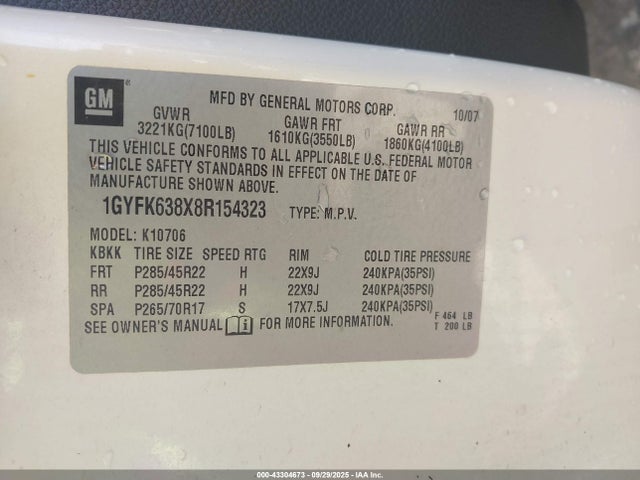 GM ®
MFD BY GENERAL MOTORS CORP. 10/07
GVWR GAWR FRT GAWR RR
3221KG(7100LB) 1610KG(3550LB) 1860KG(4100LB)
THIS VEHICLE CONFORMS TO ALL APPLICABLE U.S. FEDERAL MOTOR
VEHICLE SAFETY STANDARDS IN EFFECT ON THE DATE OF
MANUFACTURE SHOWN ABOVE.
1GYFK638X8R154323 TYPE: M.P.V.
MODEL: K10706
KBKK TIRE SIZE SPEED RTG RIM COLD TIRE PRESSURE
FRT P285/45R22 H 22X9J 240KPA(35PSI)
RR P285/45R22 H 22X9J 240KPA(35PSI)
SPA P265/70R17 S 17X7.5J 240KPA(35PSI)
SEE OWNER'S MANUAL i FOR MORE INFORMATION.
F 464 LB
T 200 LB
000-43304673 - 09/29/2025 - IAA Inc.